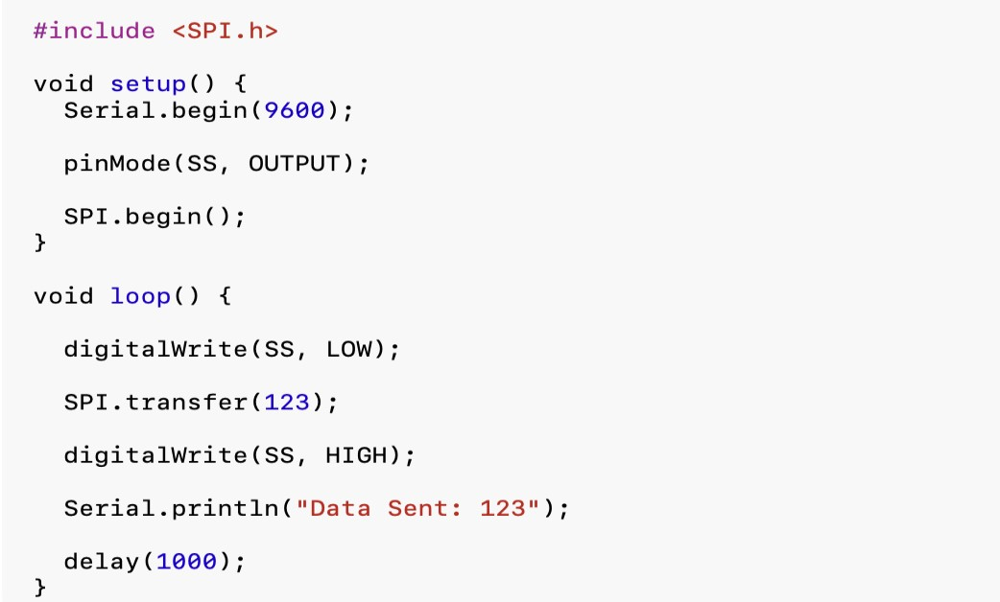 #include <SPI.h>
void setup() {
  Serial.begin(9600);
  pinMode(SS, OUTPUT);
  SPI.begin();
}
void loop() {
  digitalWrite(SS, LOW);
  SPI.transfer(123);
  digitalWrite(SS, HIGH);
  Serial.println("Data Sent: 123");
  delay(1000);
}